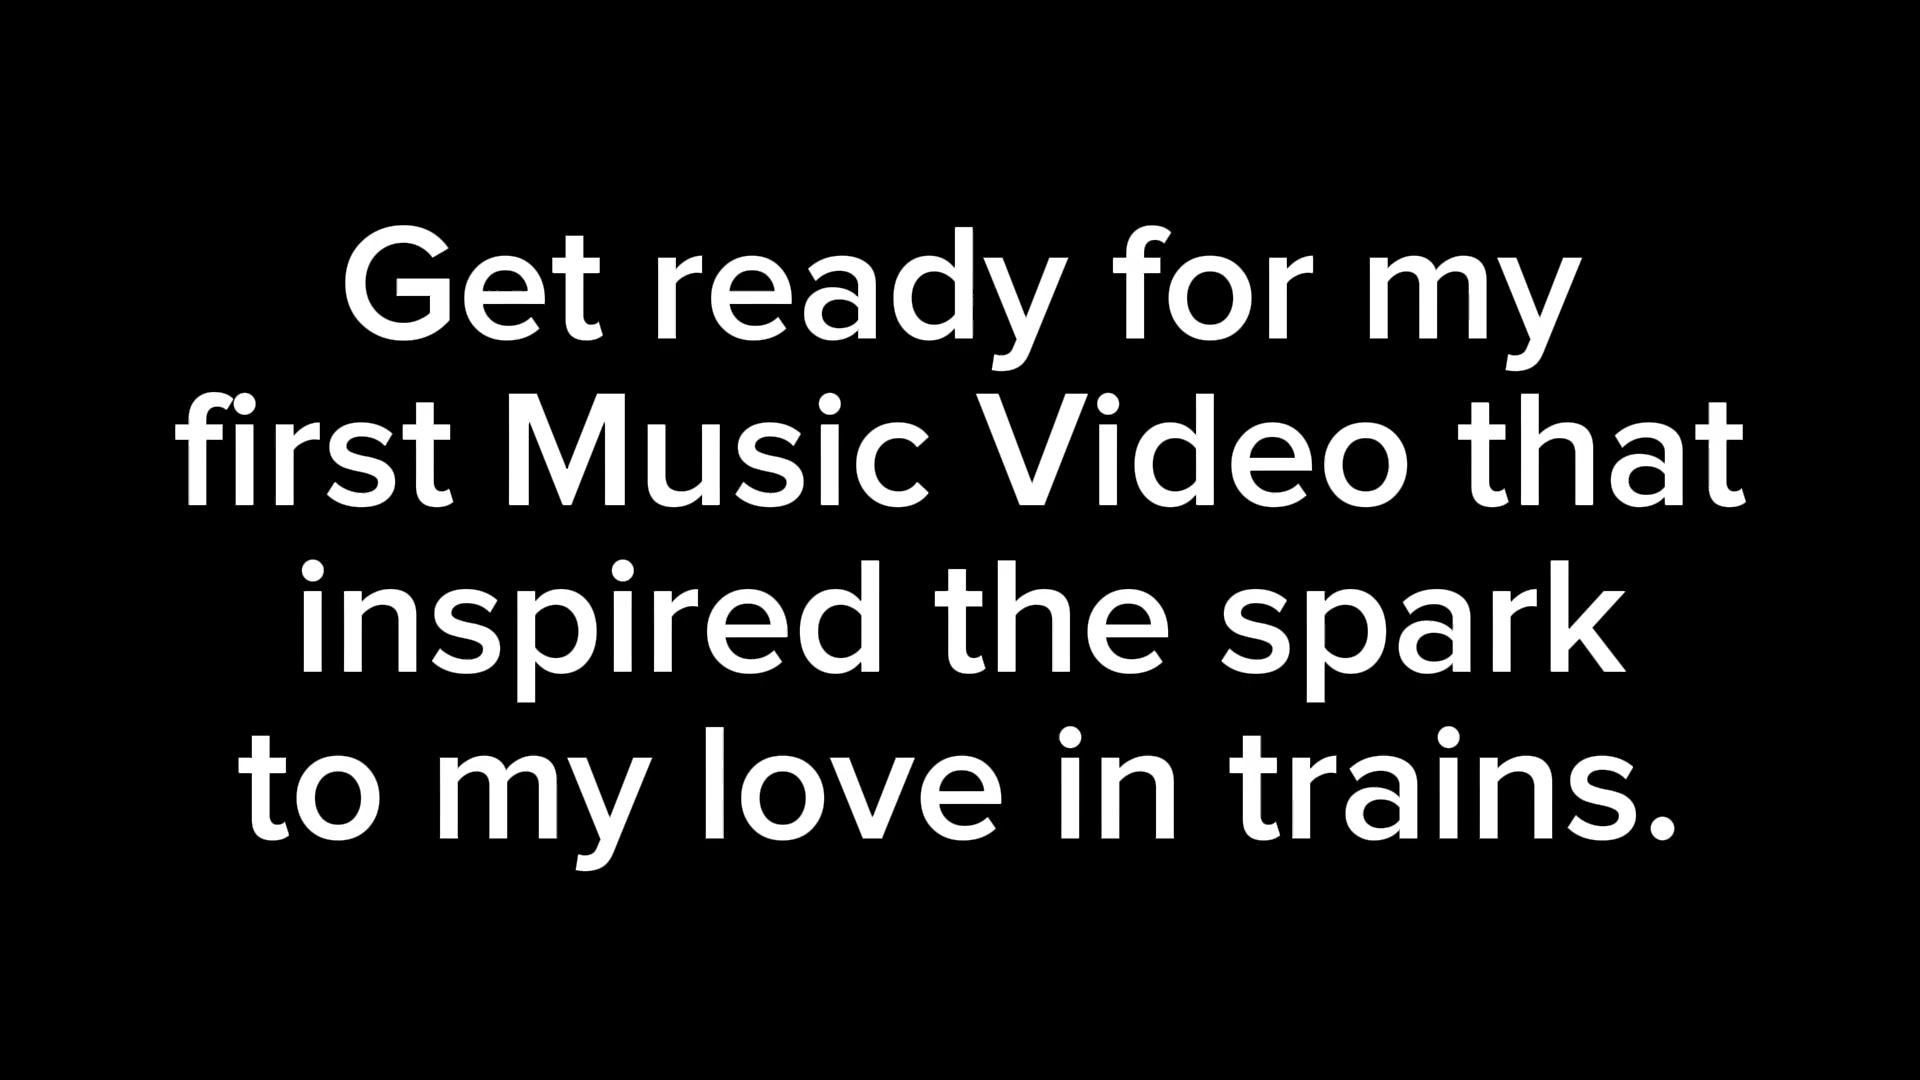 Get ready for my
first Music Video that
inspired the spark
to my love in trains.